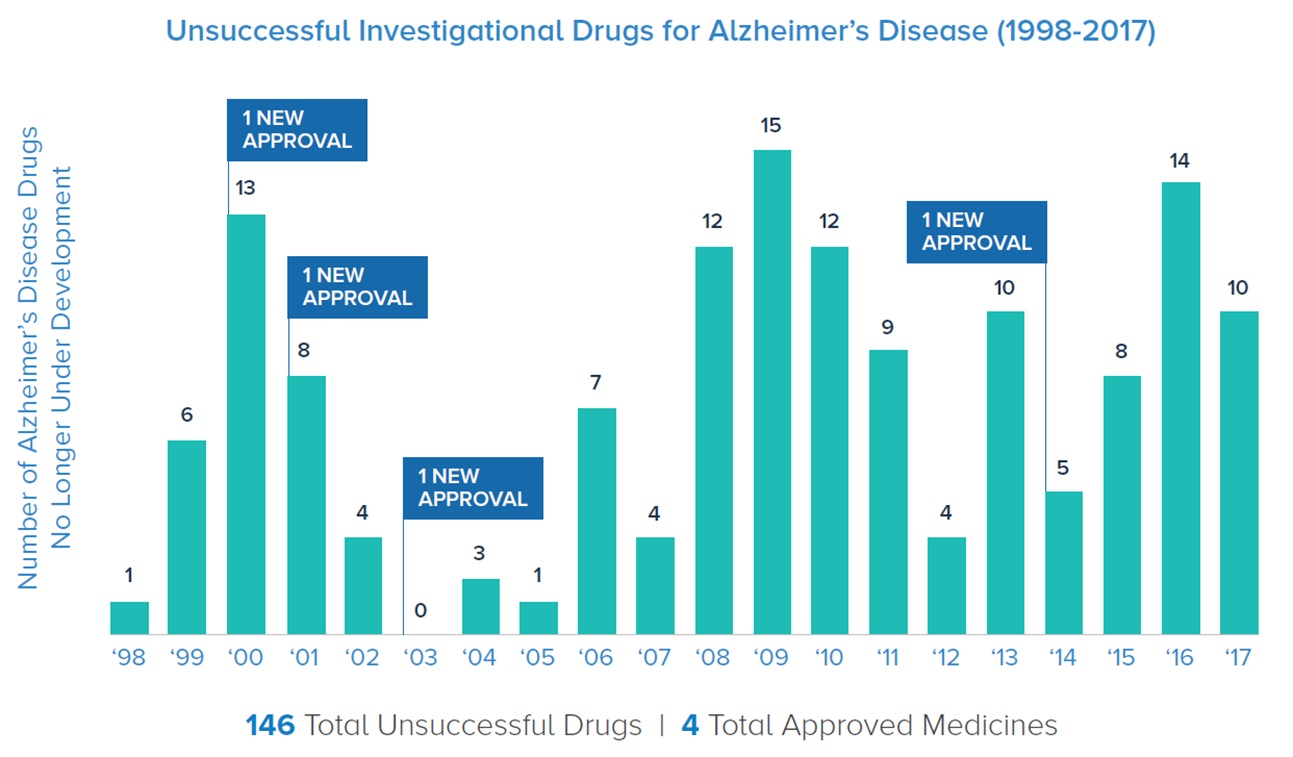 Unsuccessful Investigational Drugs for Alzheimer’s Disease (1998-2017)
Number of Alzheimer’s Disease Drugs
No Longer Under Development
1 NEW
APPROVAL
1 NEW
APPROVAL
1 NEW
APPROVAL
1 NEW
APPROVAL
1
6
13
8
4
0
3
1
7
4
12
15
12
9
4
10
5
8
14
10
‘98 ‘99 ‘00 ‘01 ‘02 ‘03 ‘04 ‘05 ‘06 ‘07 ‘08 ‘09 ‘10 ‘11 ‘12 ‘13 ‘14 ‘15 ‘16 ‘17
146 Total Unsuccessful Drugs | 4 Total Approved Medicines